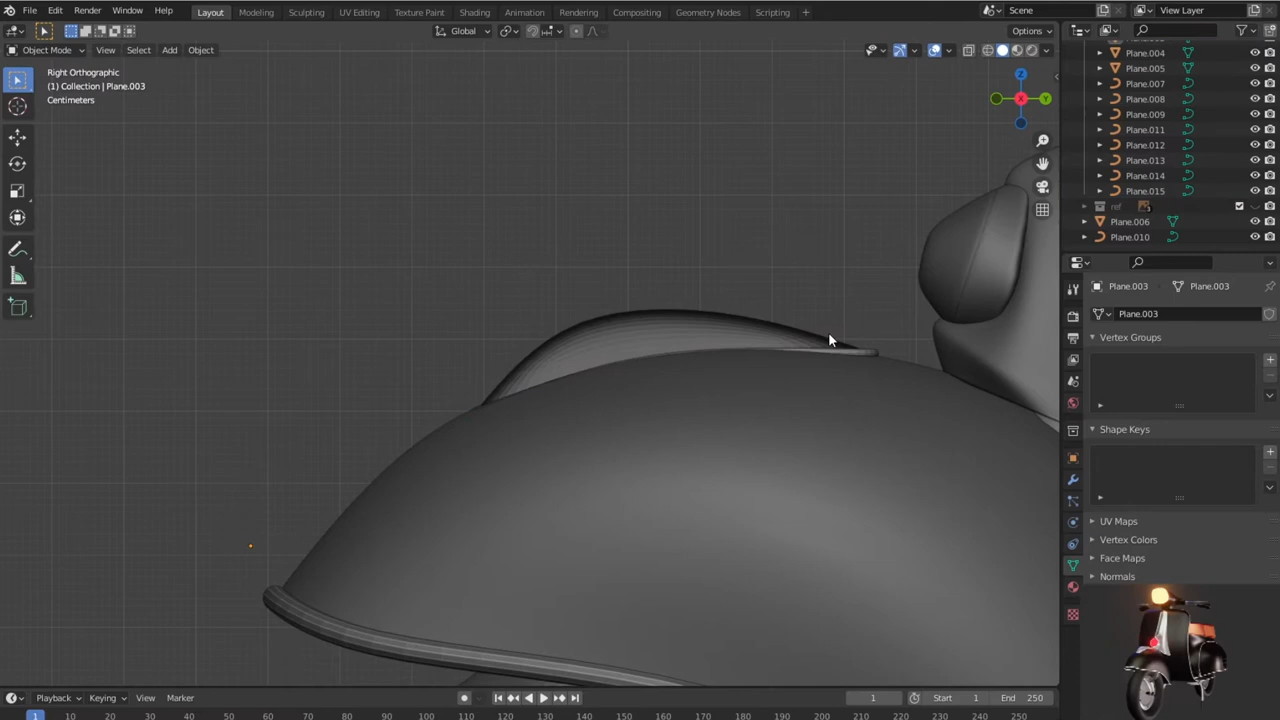 File Edit Render Window Help Layout Modeling Sculpting UV Editing Texture Paint Shading Animation Rendering Compositing Geometry Nodes Scripting + Scene View Layer
Global Options
Object Mode View Select Add Object
Right Orthographic
(1) Collection | Plane.003
Centimeters
Z
X
Y
Plane.004
Plane.005
Plane.007
Plane.008
Plane.009
Plane.011
Plane.012
Plane.013
Plane.014
Plane.015
ref
Plane.006
Plane.010
Plane.003 Plane.003
Plane.003
Vertex Groups
Shape Keys
UV Maps
Vertex Colors
Face Maps
Normals
Playback Keying View Marker 1 Start 1 End 250
1 10 20 30 40 50 60 70 80 90 100 110 120 130 140 150 160 170 180 190 200 210 220 230 240 250